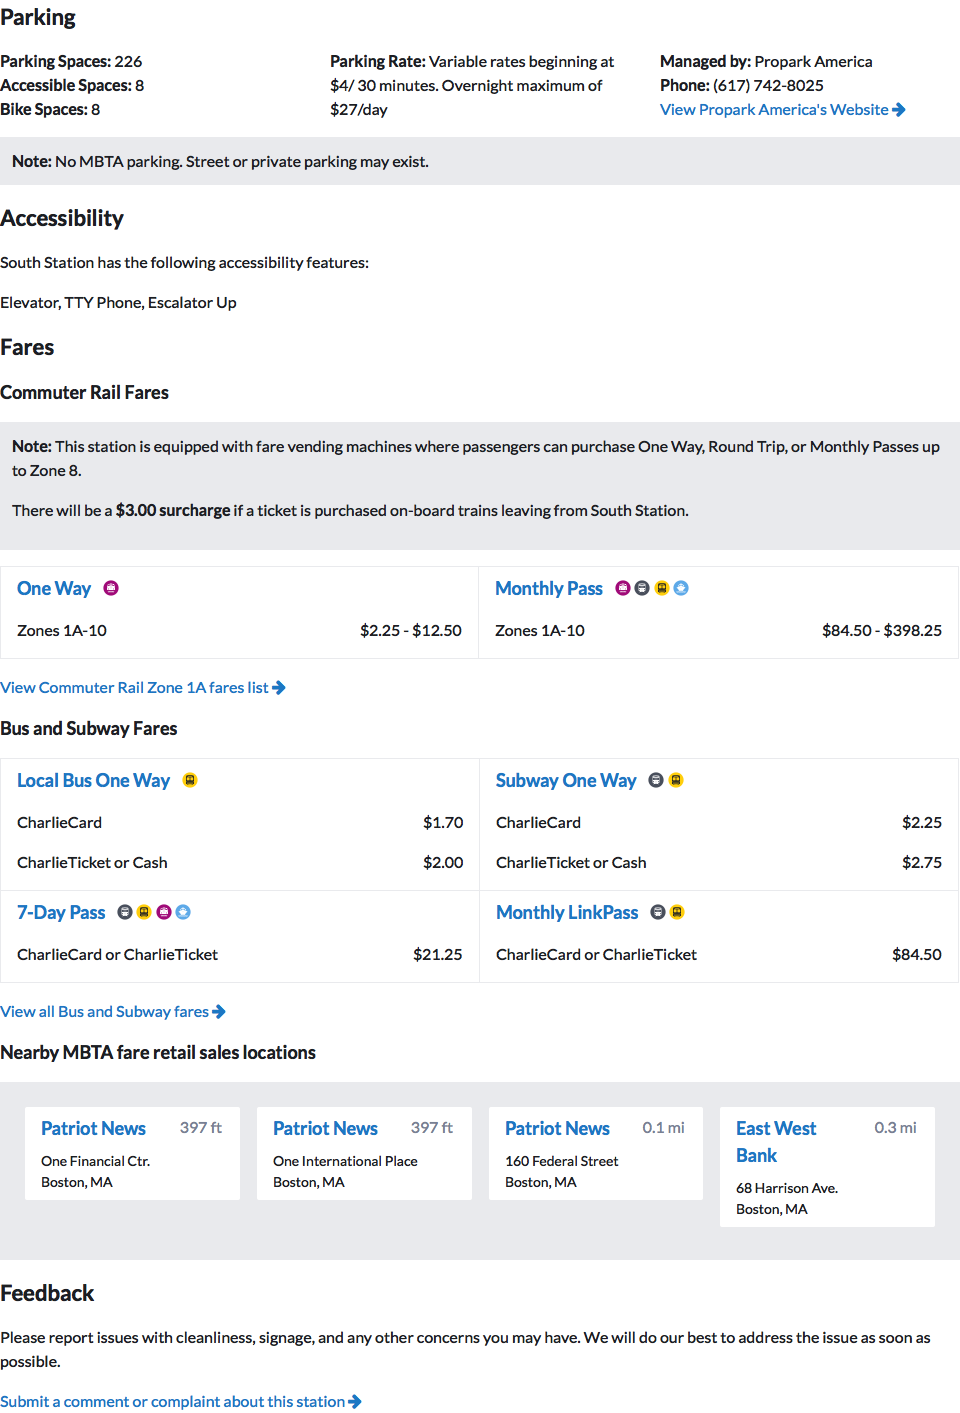 Parking
Parking Spaces: 226
Accessible Spaces: 8
Bike Spaces: 8
Parking Rate: Variable rates beginning at
$4/ 30 minutes. Overnight maximum of
$27/day
Managed by: Propark America
Phone: (617) 742-8025
View Propark America's Website
Note: No MBTA parking. Street or private parking may exist.
Accessibility
South Station has the following accessibility features:
Elevator, TTY Phone, Escalator Up
Fares
Commuter Rail Fares
Note: This station is equipped with fare vending machines where passengers can purchase One Way, Round Trip, or Monthly Passes up
to Zone 8.
There will be a $3.00 surcharge if a ticket is purchased on-board trains leaving from South Station.
One Way
Zones 1A-10 $2.25 - $12.50
Monthly Pass
Zones 1A-10 $84.50 - $398.25
View Commuter Rail Zone 1A fares list
Bus and Subway Fares
Local Bus One Way
CharlieCard $1.70
CharlieTicket or Cash $2.00
Subway One Way
CharlieCard $2.25
CharlieTicket or Cash $2.75
7-Day Pass
CharlieCard or CharlieTicket $21.25
Monthly LinkPass
CharlieCard or CharlieTicket $84.50
View all Bus and Subway fares
Nearby MBTA fare retail sales locations
Patriot News 397 ft
One Financial Ctr.
Boston, MA
Patriot News 397 ft
One International Place
Boston, MA
Patriot News 0.1 mi
160 Federal Street
Boston, MA
East West 0.3 mi
Bank
68 Harrison Ave.
Boston, MA
Feedback
Please report issues with cleanliness, signage, and any other concerns you may have. We will do our best to address the issue as soon as
possible.
Submit a comment or complaint about this station